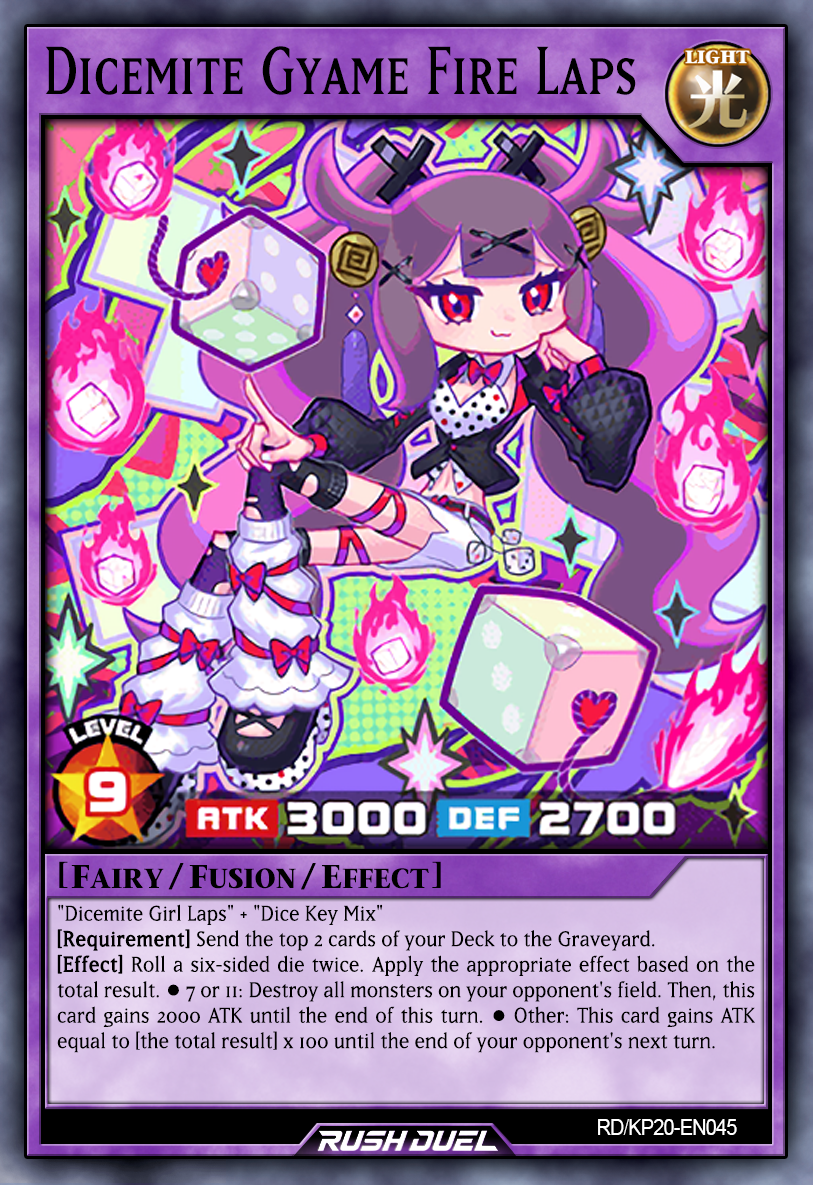 Dicemite Gyame Fire Laps
LIGHT
光
LEVEL
9
ATK 3000 DEF 2700
[Fairy / Fusion / Effect]
"Dicemite Girl Laps" + "Dice Key Mix"
[Requirement] Send the top 2 cards of your Deck to the Graveyard.
[Effect] Roll a six-sided die twice. Apply the appropriate effect based on the
total result. ● 7 or 11: Destroy all monsters on your opponent's field. Then, this
card gains 2000 ATK until the end of this turn. ● Other: This card gains ATK
equal to [the total result] x 100 until the end of your opponent's next turn.
RD/KP20-EN045
RUSH DUEL